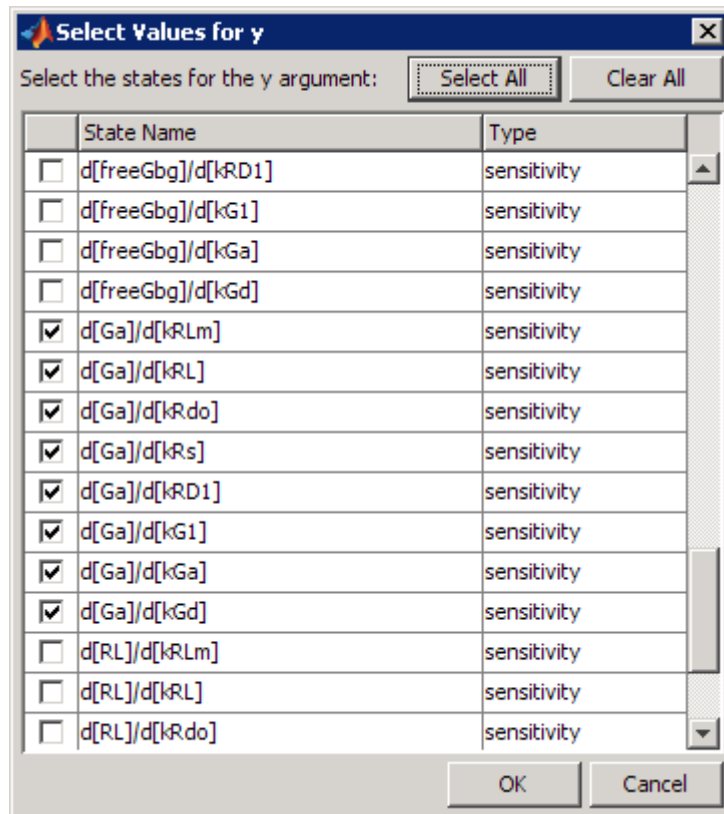 Select Values for y
Select the states for the y argument: Select All Clear All
State Name Type
d[freeGbg]/d[kRD1] sensitivity
d[freeGbg]/d[kG1] sensitivity
d[freeGbg]/d[kGa] sensitivity
d[freeGbg]/d[kGd] sensitivity
d[Ga]/d[kRLm] sensitivity
d[Ga]/d[kRL] sensitivity
d[Ga]/d[kRdo] sensitivity
d[Ga]/d[kRs] sensitivity
d[Ga]/d[kRD1] sensitivity
d[Ga]/d[kG1] sensitivity
d[Ga]/d[kGa] sensitivity
d[Ga]/d[kGd] sensitivity
d[RL]/d[kRLm] sensitivity
d[RL]/d[kRL] sensitivity
d[RL]/d[kRdo] sensitivity
OK Cancel